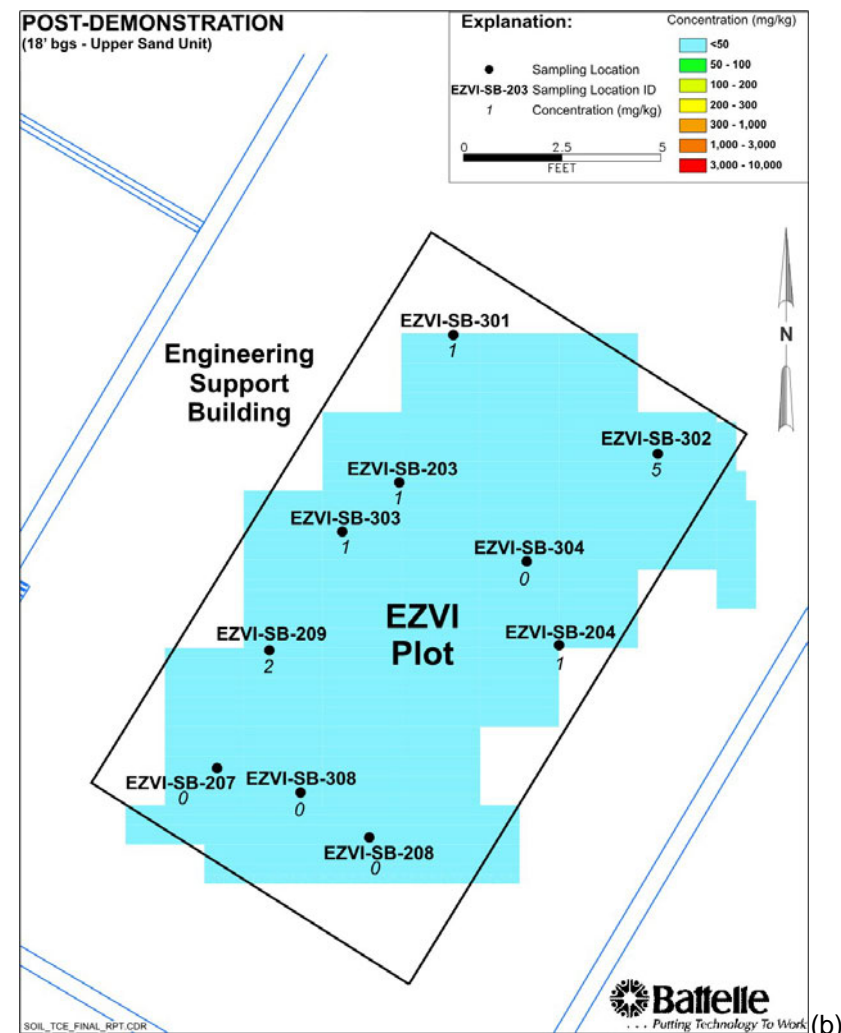 POST-DEMONSTRATION
(18' bgs - Upper Sand Unit)
Explanation:
Sampling Location
EZVI-SB-203 Sampling Location ID
1 Concentration (mg/kg)
0 2.5 5
FEET
Concentration (mg/kg)
<50
50 - 100
100 - 200
200 - 300
300 - 1,000
1,000 - 3,000
3,000 - 10,000
N
Engineering
Support
Building
EZVI-SB-301
1
EZVI-SB-302
5
EZVI-SB-203
1
EZVI-SB-303
1
EZVI-SB-304
0
EZVI
Plot
EZVI-SB-209
2
EZVI-SB-204
1
EZVI-SB-207
0
EZVI-SB-308
0
EZVI-SB-208
0
Battelle
. . . Putting Technology To Work
SOIL_TCE_FINAL_RPT.CDR
(b)